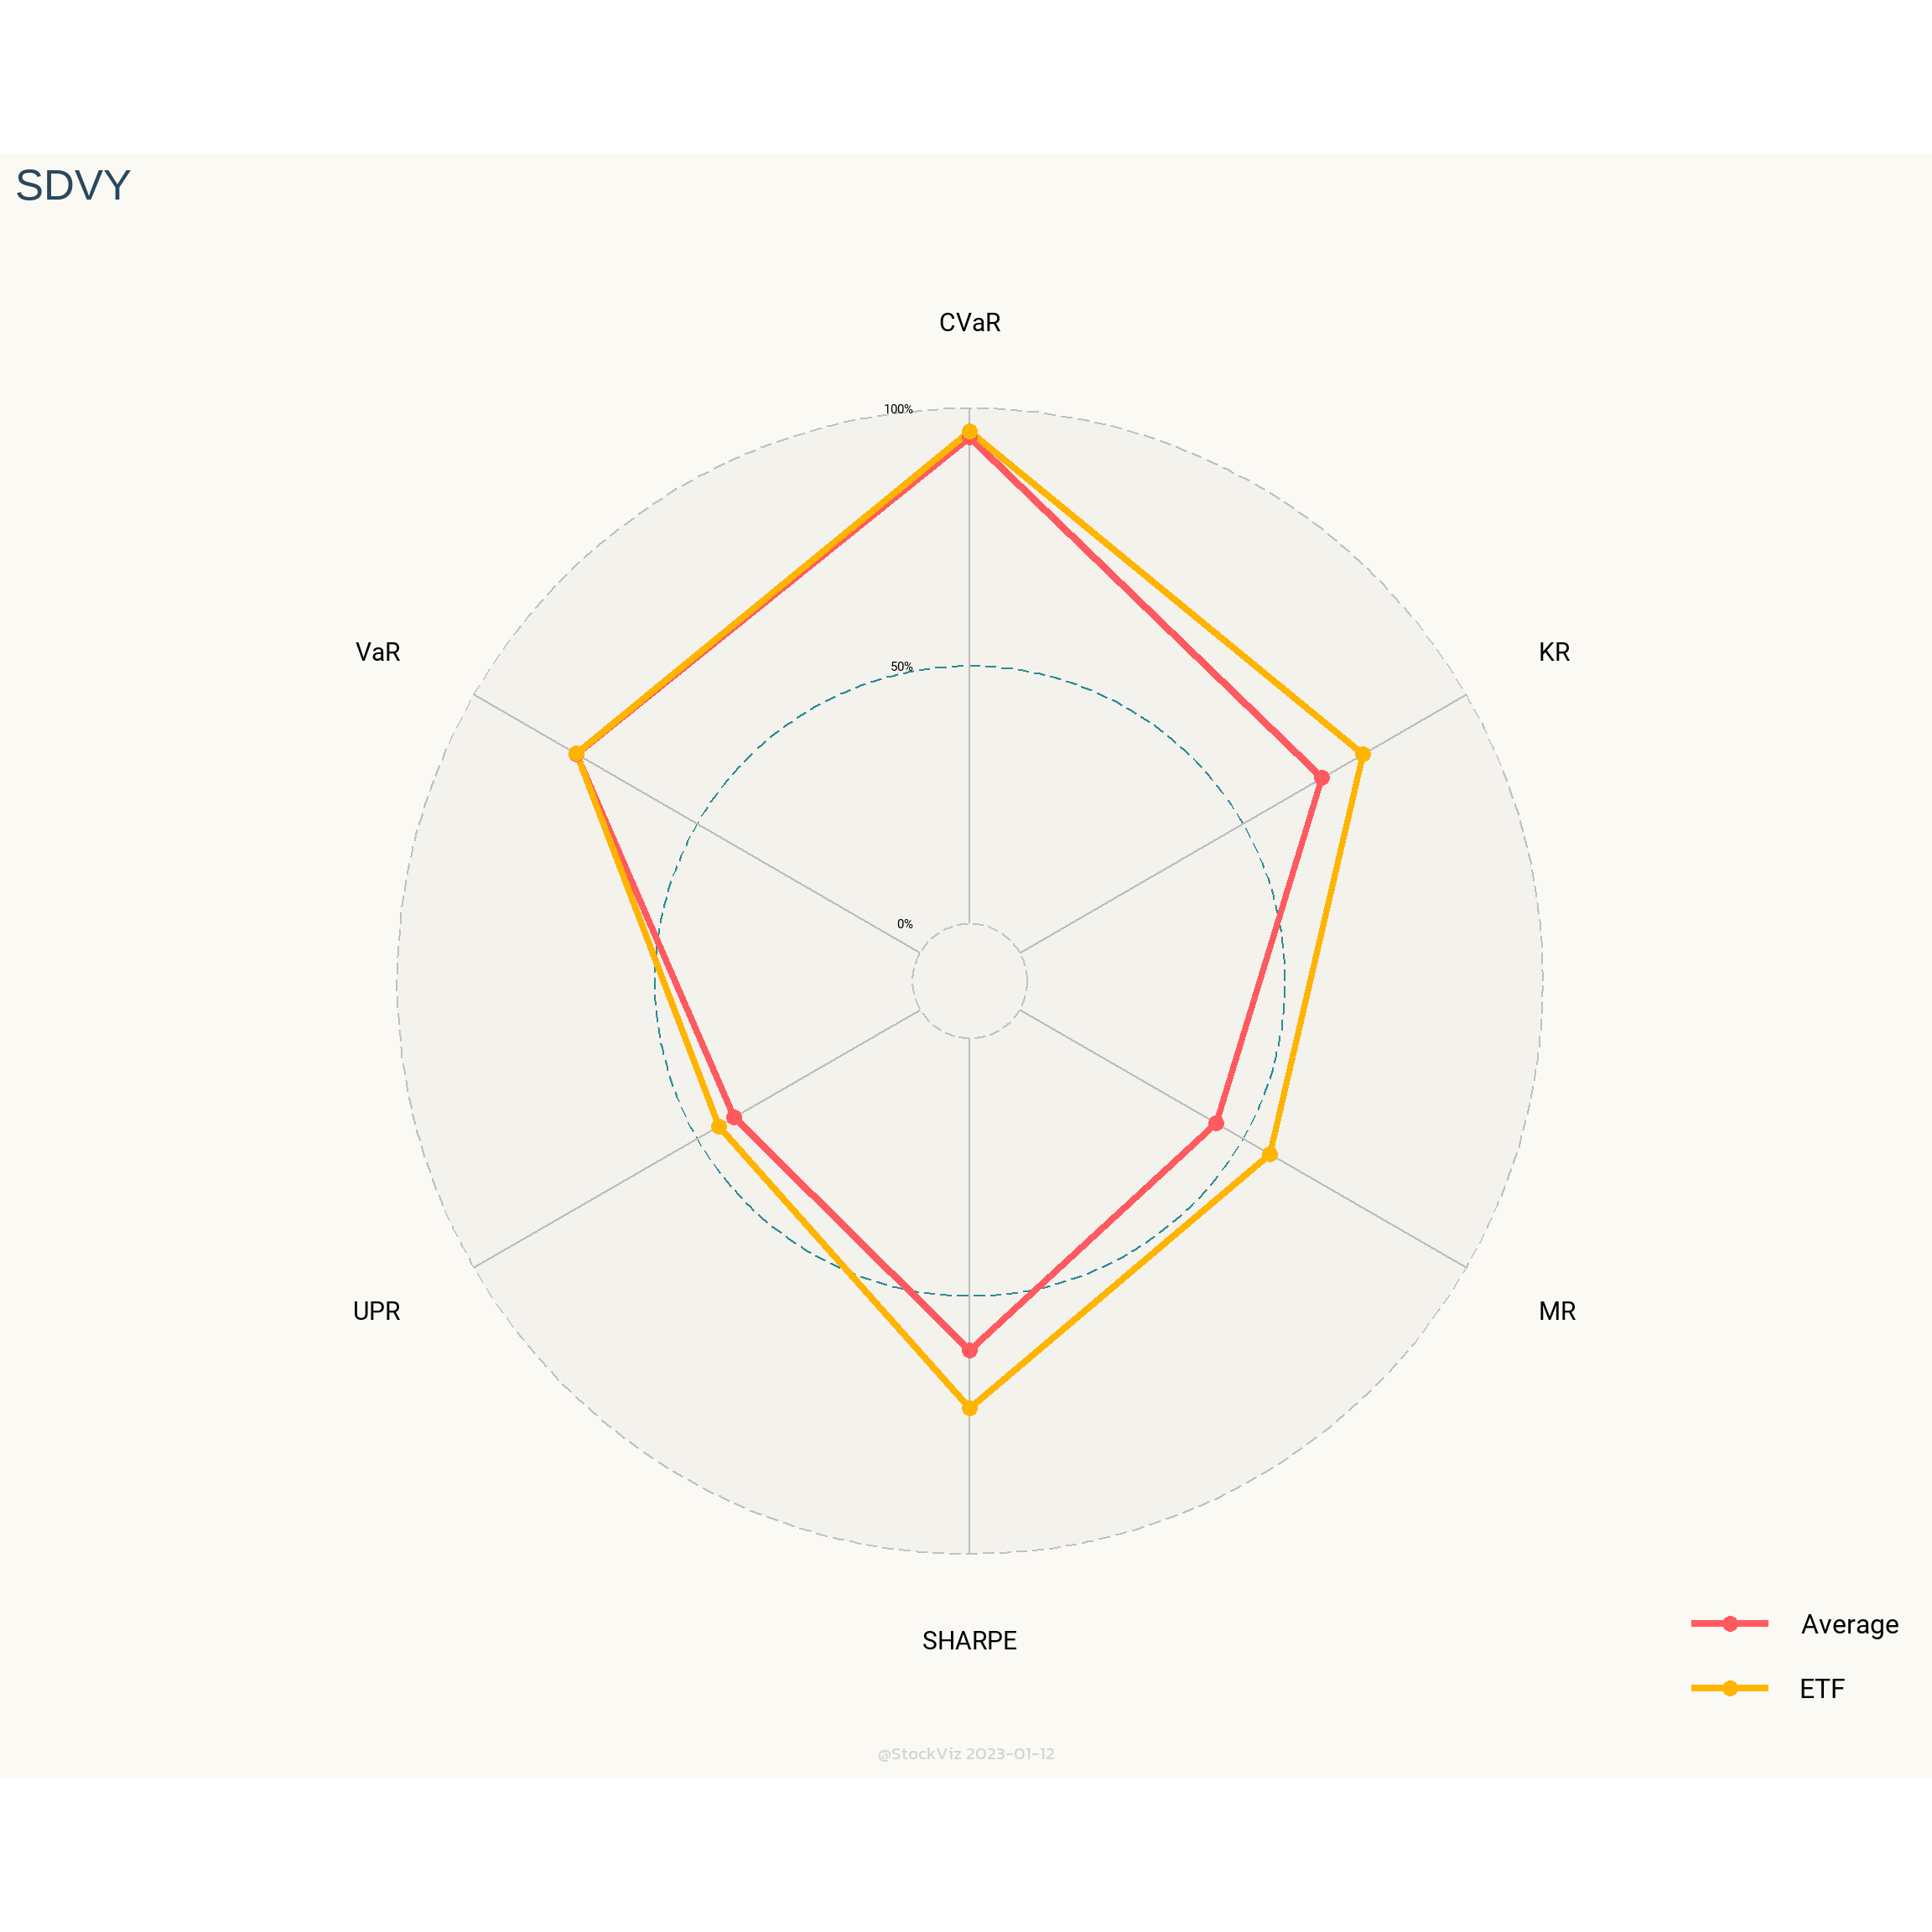 SDVY
CVaR
100%
KR
50%
VaR
0%
UPR
MR
SHARPE
Average
ETF
@StockViz 2023-01-12